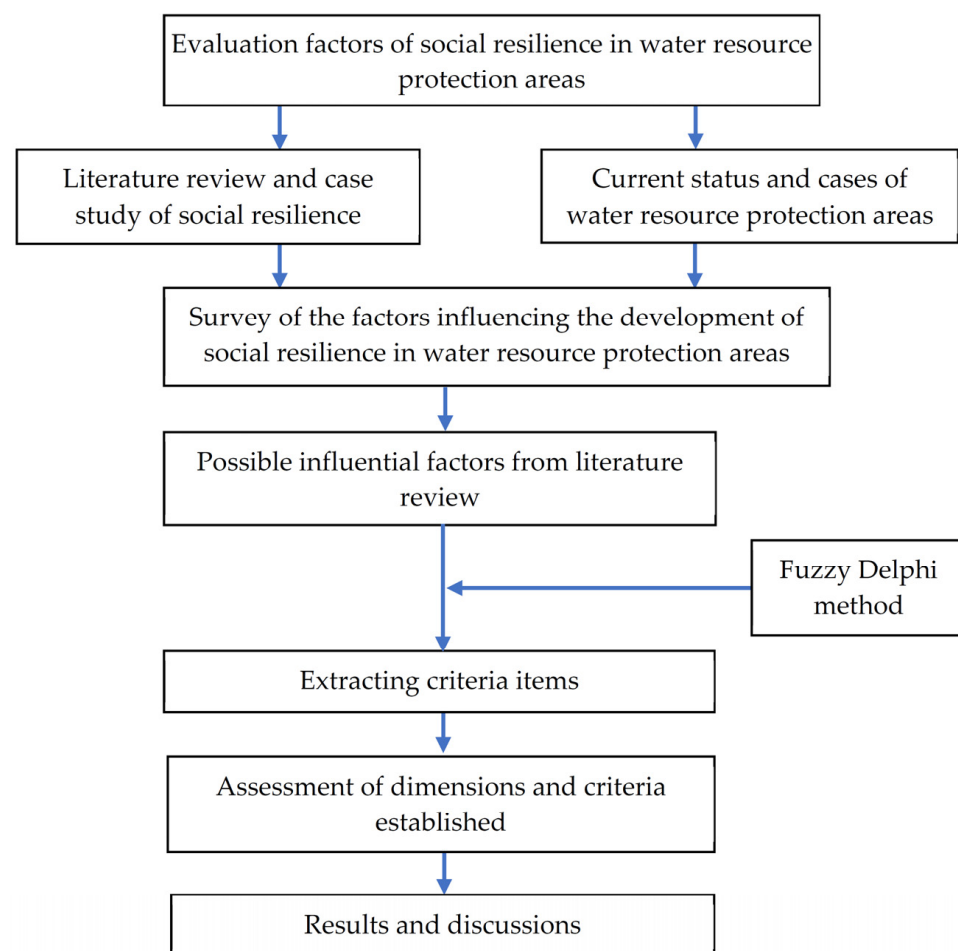 Evaluation factors of social resilience in water resource
protection areas
Literature review and case
study of social resilience
Current status and cases of
water resource protection areas
Survey of the factors influencing the development of
social resilience in water resource protection areas
Possible influential factors from literature
review
Fuzzy Delphi
method
Extracting criteria items
Assessment of dimensions and criteria
established
Results and discussions